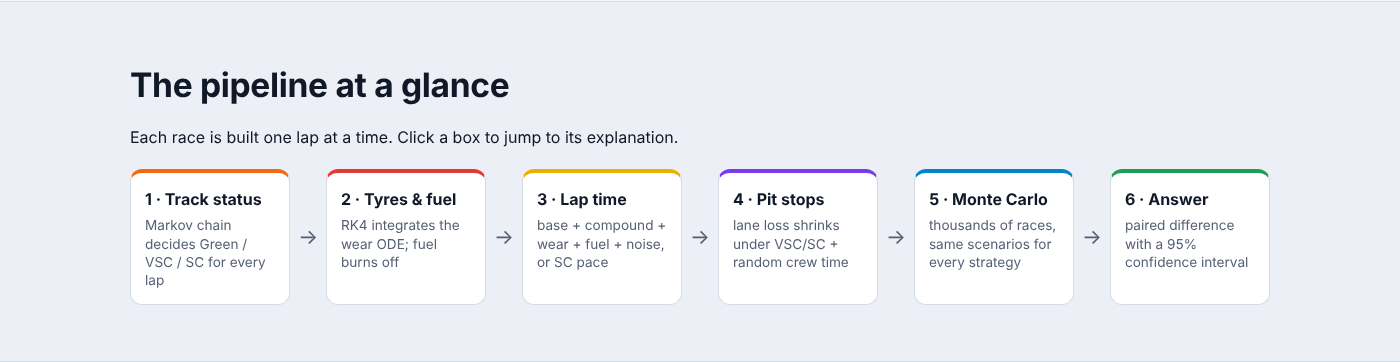 The pipeline at a glance
Each race is built one lap at a time. Click a box to jump to its explanation.
1 · Track status
Markov chain
decides Green /
VSC / SC for every
lap
→
2 · Tyres & fuel
RK4 integrates the
wear ODE; fuel
burns off
→
3 · Lap time
base + compound +
wear + fuel + noise,
or SC pace
→
4 · Pit stops
lane loss shrinks
under VSC/SC +
random crew time
→
5 · Monte Carlo
thousands of races,
same scenarios for
every strategy
→
6 · Answer
paired difference
with a 95%
confidence interval